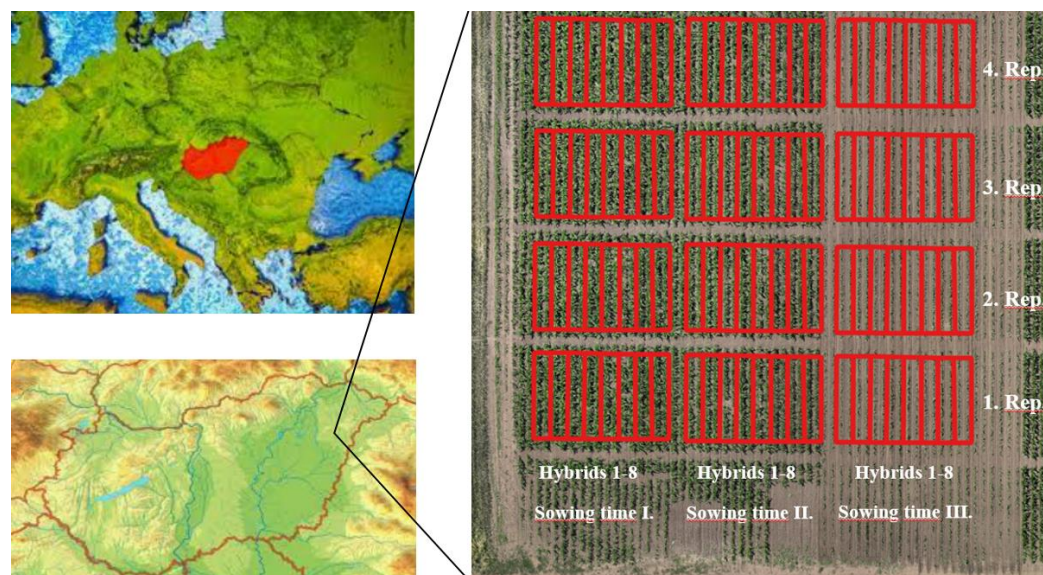 4. Rep.
3. Rep.
2. Rep.
1. Rep.
Hybrids 1-8 Hybrids 1-8 Hybrids 1-8
Sowing time I. Sowing time II. Sowing time III.